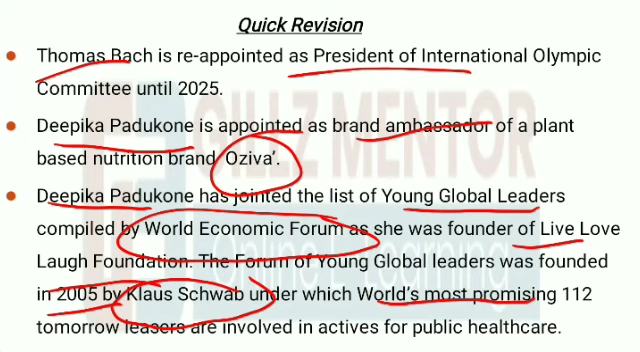 Quick Revision
Thomas Bach is re-appointed as President of International Olympic
Committee until 2025.
Deepika Padukone is appointed as brand ambassador of a plant
based nutrition brand 'Oziva'.
Deepika Padukone has jointed the list of Young Global Leaders
compiled by World Economic Forum as she was founder of Live Love
Laugh Foundation. The Forum of Young Global leaders was founded
in 2005 by Klaus Schwab under which World's most promising 112
tomorrow leasers are involved in actives for public healthcare.
GILLZ MENTOR
Online Learning